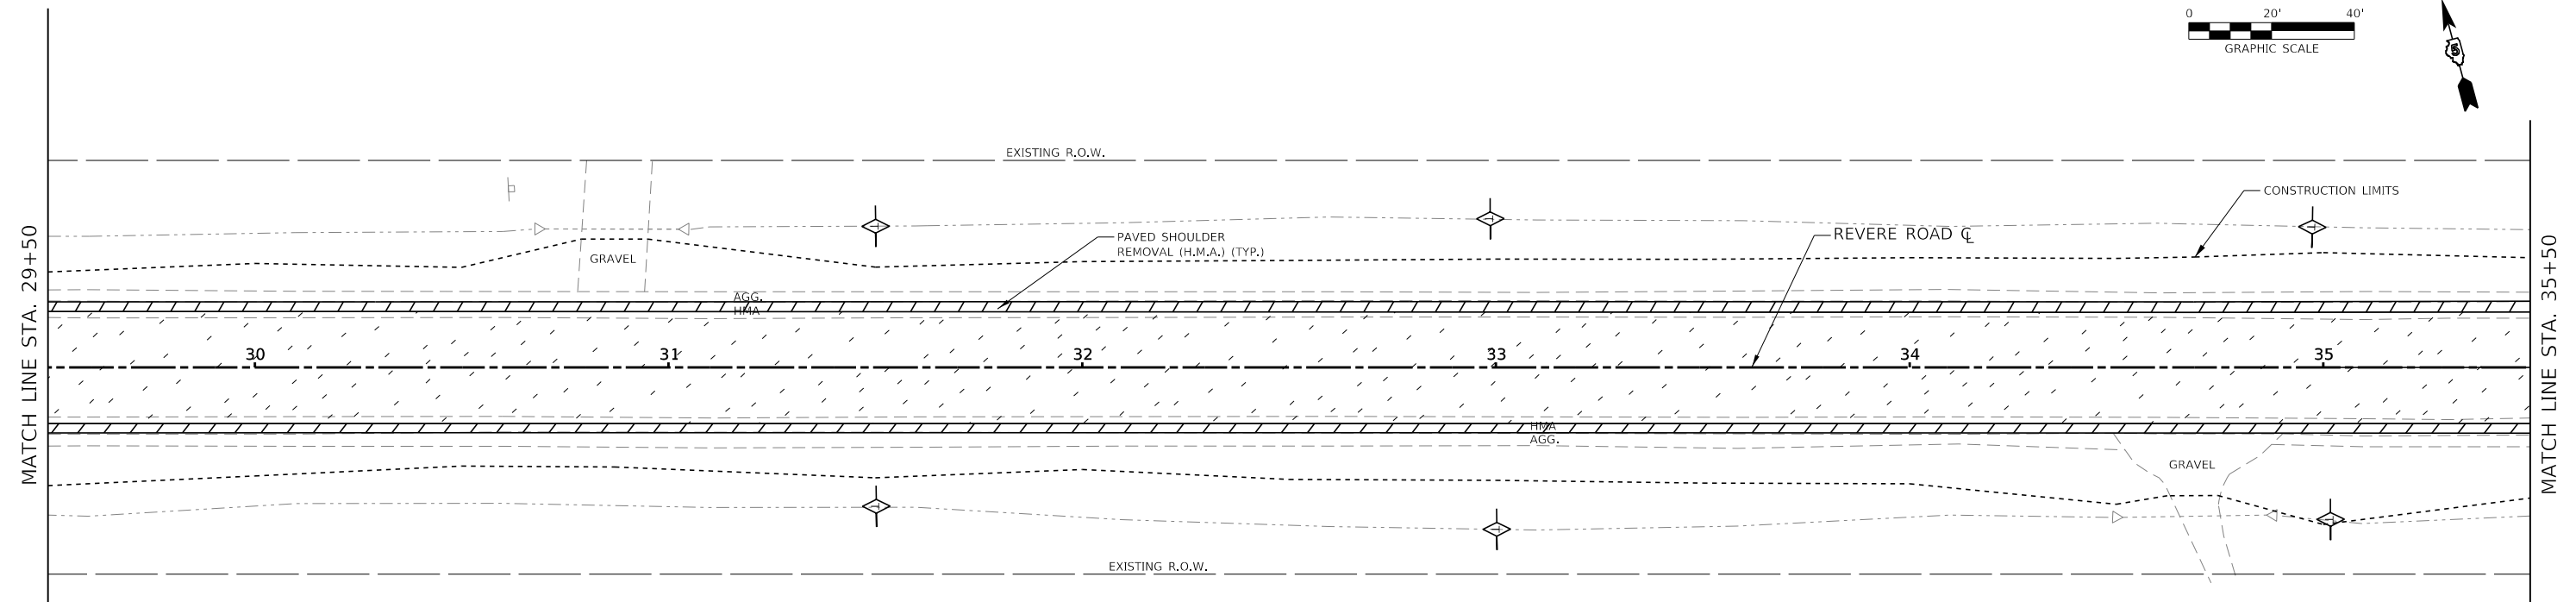 0 20' 40'
GRAPHIC SCALE
5
EXISTING R.O.W.
CONSTRUCTION LIMITS
PAVED SHOULDER
REMOVAL (H.M.A.) (TYP.)
REVERE ROAD ℄
GRAVEL
AGG.
HMA
MATCH LINE STA. 29+50
30 31 32 33 34 35
MATCH LINE STA. 35+50
HMA
AGG.
GRAVEL
EXISTING R.O.W.